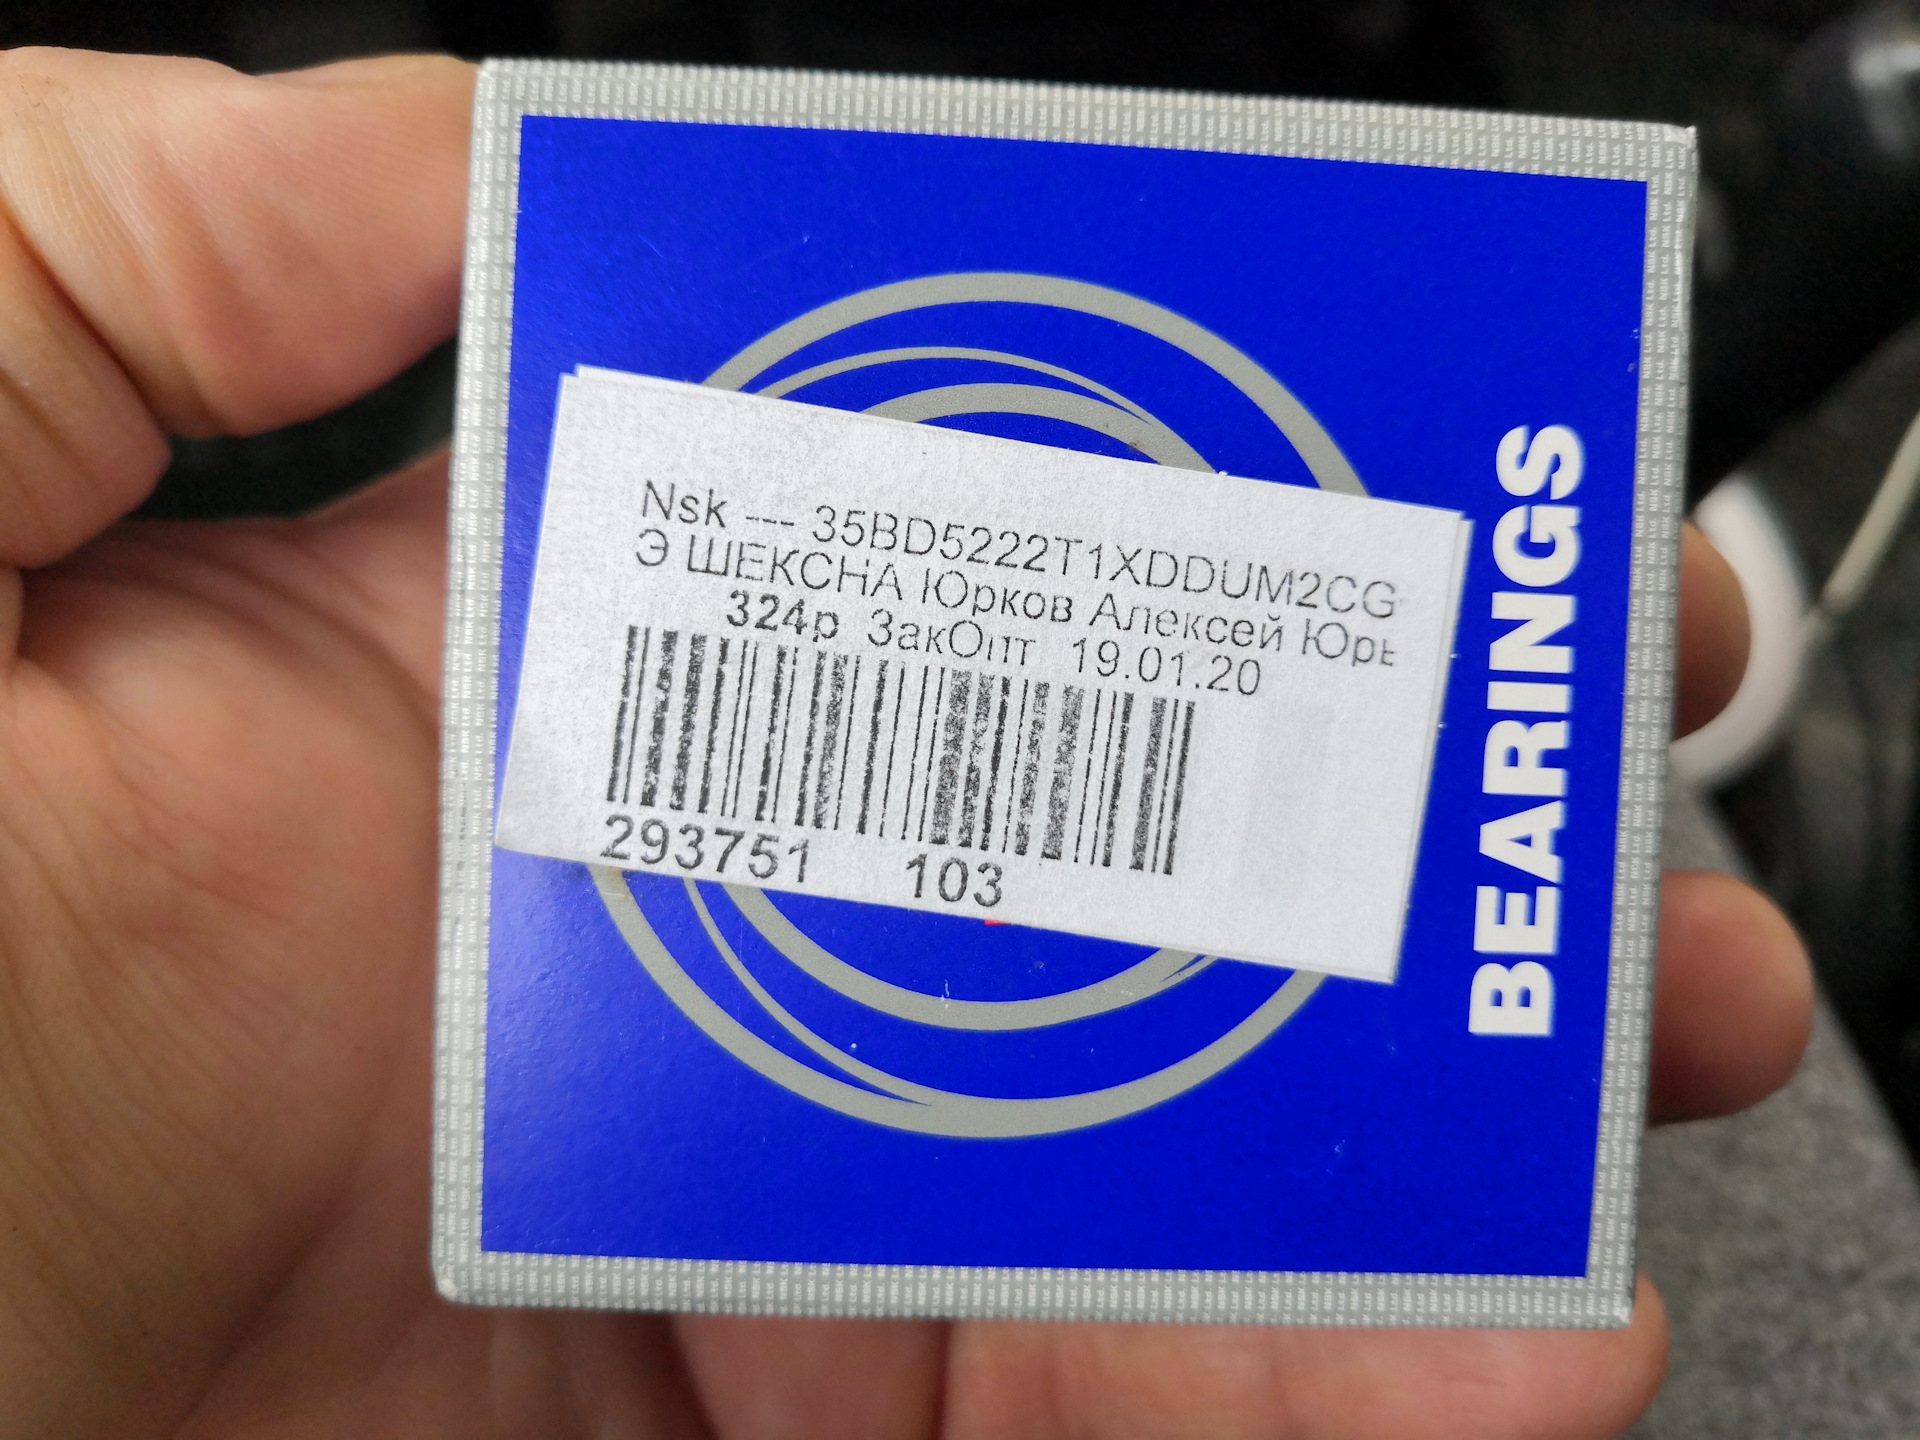 Nsk --- 35BD5222T1XDDUM2CG
Э ШЕКСНА Юрков Алексей Юрь
324р ЗакОпт 19.01.20
293751 103
BEARINGS